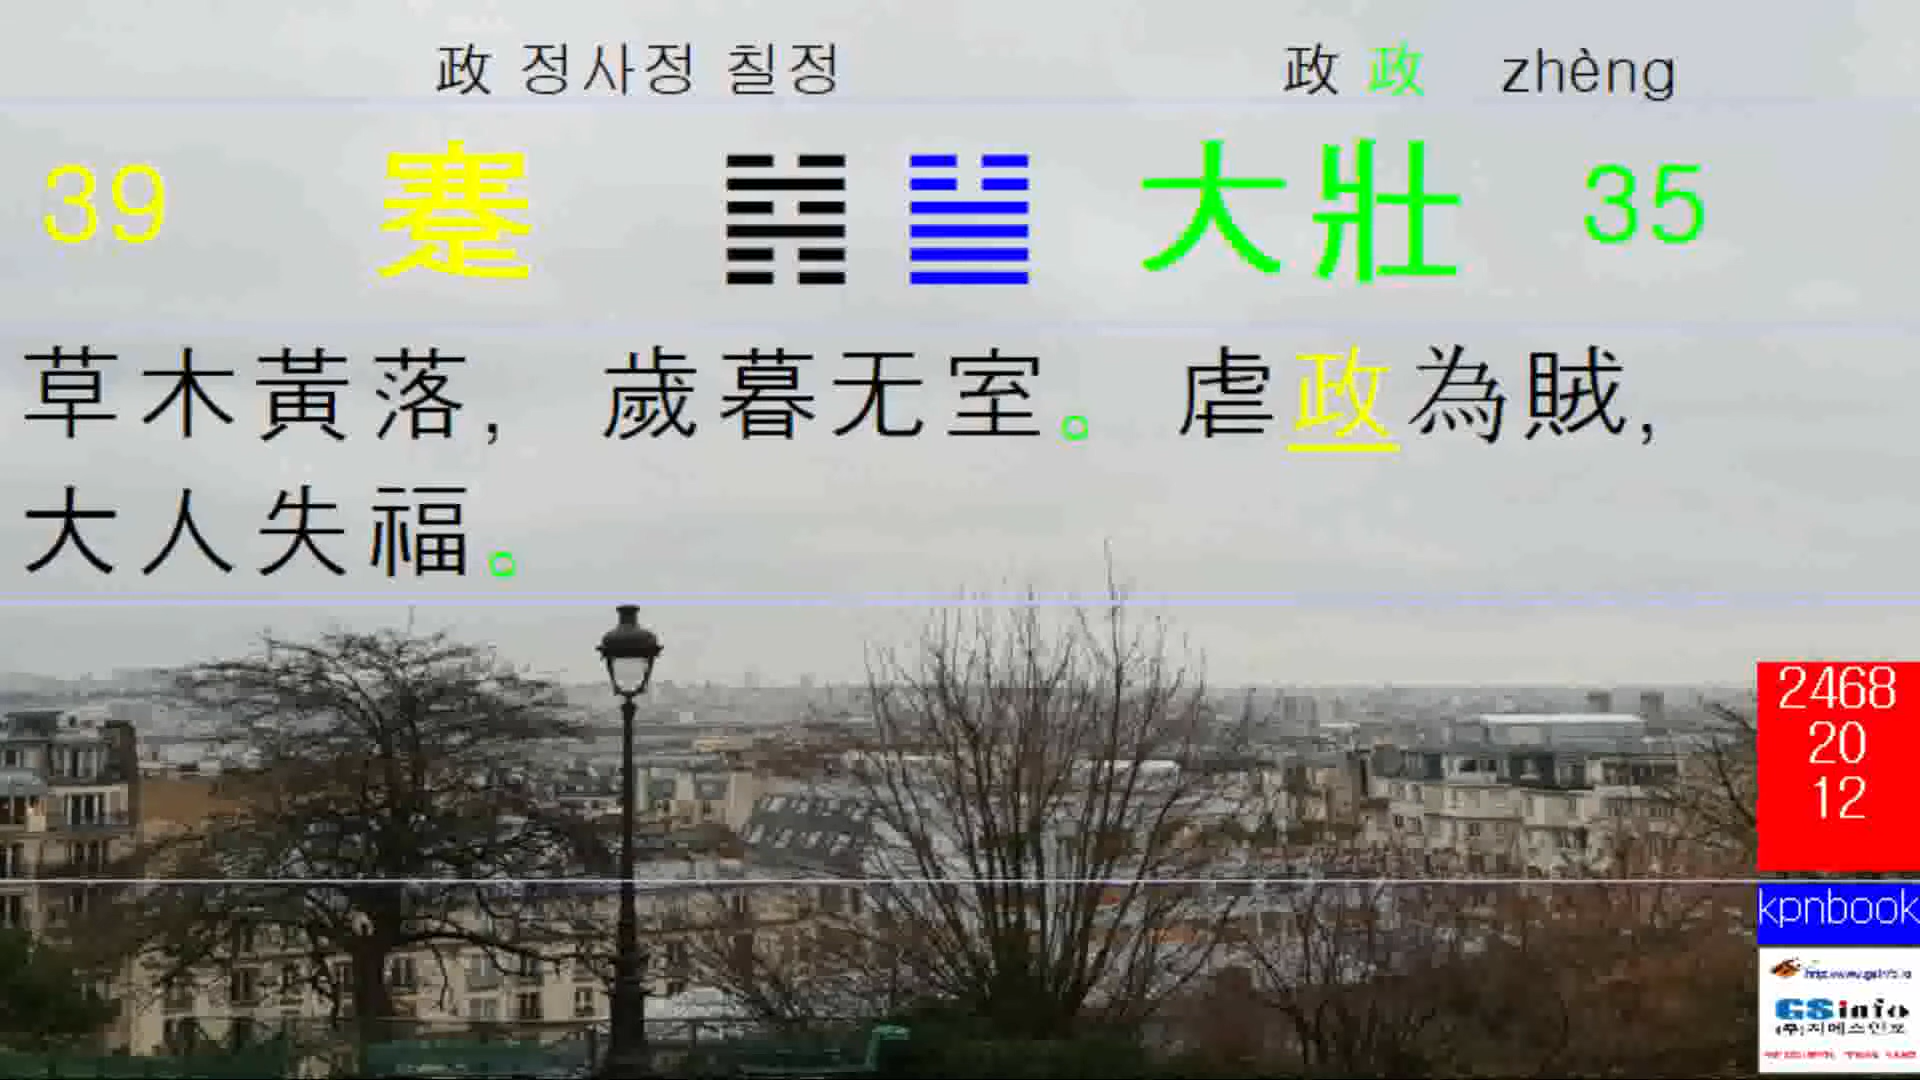 政 정사정 칠정 政 政 zhèng
39 蹇 大壯 35
草木黃落, 歲暮无室。 虐政為賊,
大人失福。
2468
20
12
kpnbook
GSinfo
(주)지에스인포